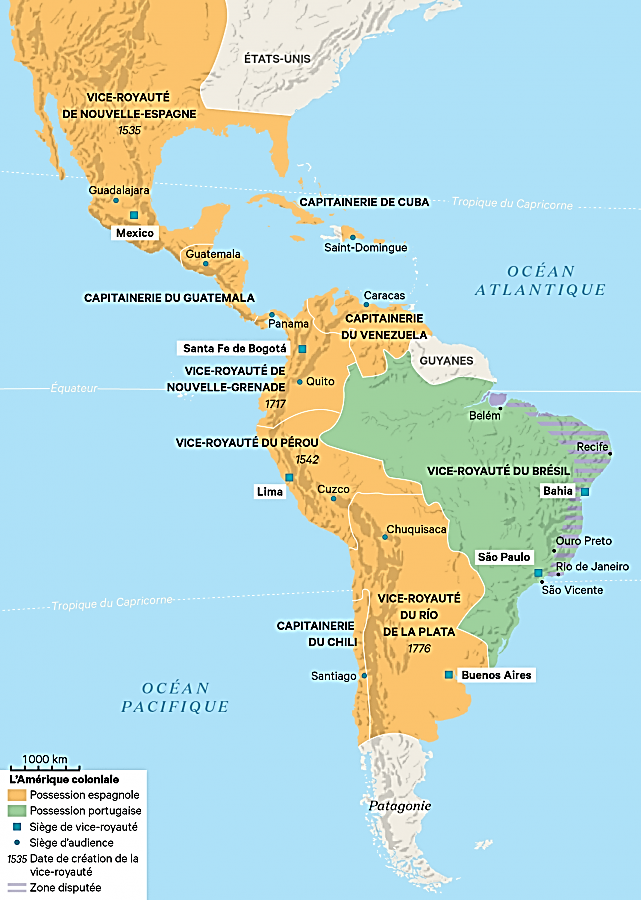 ÉTATS-UNIS
VICE-ROYAUTÉ
DE NOUVELLE-ESPAGNE
1535
Guadalajara
Mexico
CAPITAINERIE DE CUBA
Tropique du Capricorne
Saint-Domingue
Guatemala
OCÉAN
ATLANTIQUE
CAPITAINERIE DU GUATEMALA
Caracas
Panama
CAPITAINERIE
DU VENEZUELA
Santa Fe de Bogotá
GUYANES
VICE-ROYAUTÉ DE
NOUVELLE-GRENADE
1717
Quito
Équateur
Belém
VICE-ROYAUTÉ DU PÉROU
1542
Recife
VICE-ROYAUTÉ DU BRÉSIL
Lima
Cuzco
Bahia
Chuquisaca
Ouro Preto
São Paulo
Rio de Janeiro
São Vicente
Tropique du Capricorne
VICE-ROYAUTÉ
DU RÍO
DE LA PLATA
1776
CAPITAINERIE
DU CHILI
Santiago
Buenos Aires
OCÉAN
PACIFIQUE
Patagonie
1 000 km
L'Amérique coloniale
Possession espagnole
Possession portugaise
Siège de vice-royauté
Siège d'audience
1535 Date de création de la
vice-royauté
Zone disputée